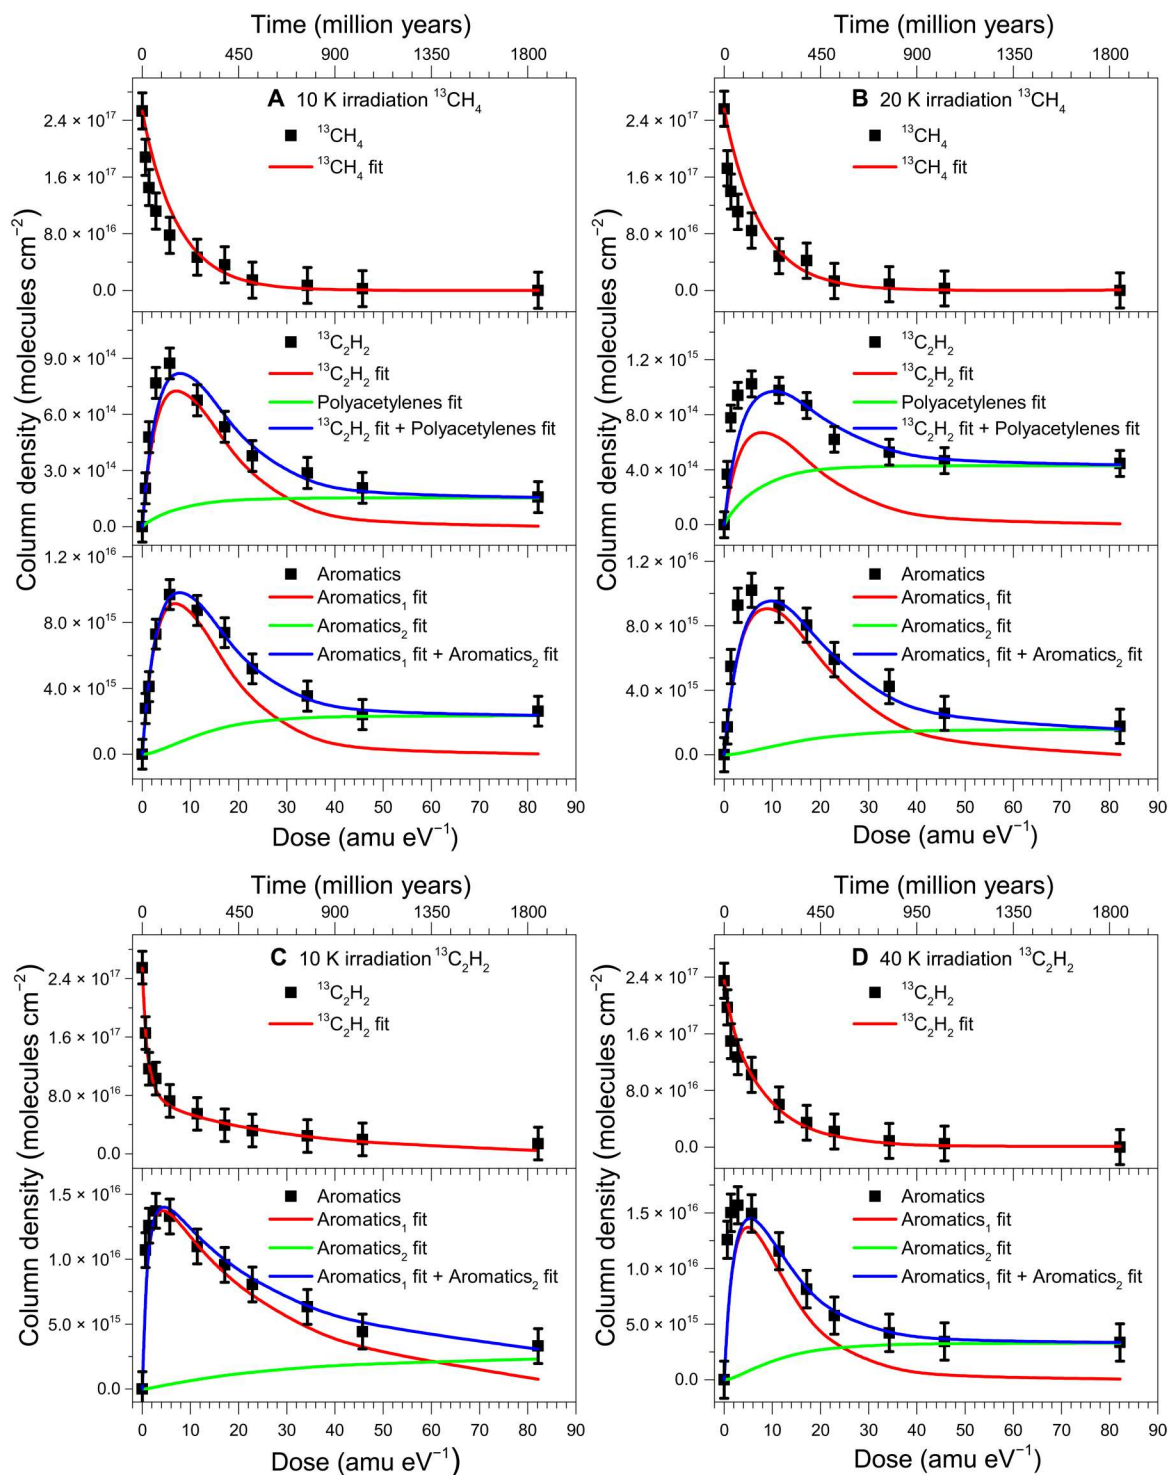 Time (million years)
0 450 900 1350 1800
Column density (molecules cm⁻²)
A 10 K irradiation ¹³CH₄
¹³CH₄
¹³CH₄ fit
2.4 × 10¹⁷
1.6 × 10¹⁷
8.0 × 10¹⁶
0.0
¹³C₂H₂
¹³C₂H₂ fit
Polyacetylenes fit
¹³C₂H₂ fit + Polyacetylenes fit
9.0 × 10¹⁴
6.0 × 10¹⁴
3.0 × 10¹⁴
0.0
Aromatics
Aromatics₁ fit
Aromatics₂ fit
Aromatics₁ fit + Aromatics₂ fit
1.2 × 10¹⁶
8.0 × 10¹⁵
4.0 × 10¹⁵
0.0
0 10 20 30 40 50 60 70 80 90
Dose (amu eV⁻¹)
Time (million years)
0 450 900 1350 1800
Column density (molecules cm⁻²)
B 20 K irradiation ¹³CH₄
¹³CH₄
¹³CH₄ fit
2.4 × 10¹⁷
1.6 × 10¹⁷
8.0 × 10¹⁶
0.0
¹³C₂H₂
¹³C₂H₂ fit
Polyacetylenes fit
¹³C₂H₂ fit + Polyacetylenes fit
1.2 × 10¹⁵
8.0 × 10¹⁴
4.0 × 10¹⁴
0.0
Aromatics
Aromatics₁ fit
Aromatics₂ fit
Aromatics₁ fit + Aromatics₂ fit
1.2 × 10¹⁶
8.0 × 10¹⁵
4.0 × 10¹⁵
0.0
0 10 20 30 40 50 60 70 80 90
Dose (amu eV⁻¹)
Time (million years)
0 450 900 1350 1800
Column density (molecules cm⁻²)
C 10 K irradiation ¹³C₂H₂
¹³C₂H₂
¹³C₂H₂ fit
2.4 × 10¹⁷
1.6 × 10¹⁷
8.0 × 10¹⁶
0.0
Aromatics
Aromatics₁ fit
Aromatics₂ fit
Aromatics₁ fit + Aromatics₂ fit
1.5 × 10¹⁶
1.0 × 10¹⁶
5.0 × 10¹⁵
0.0
0 10 20 30 40 50 60 70 80 90
Dose (amu eV⁻¹)
Time (million years)
0 450 900 1350 1800
Column density (molecules cm⁻²)
D 40 K irradiation ¹³C₂H₂
¹³C₂H₂
¹³C₂H₂ fit
2.4 × 10¹⁷
1.6 × 10¹⁷
8.0 × 10¹⁶
0.0
Aromatics
Aromatics₁ fit
Aromatics₂ fit
Aromatics₁ fit + Aromatics₂ fit
1.5 × 10¹⁶
1.0 × 10¹⁶
5.0 × 10¹⁵
0.0
0 10 20 30 40 50 60 70 80 90
Dose (amu eV⁻¹)